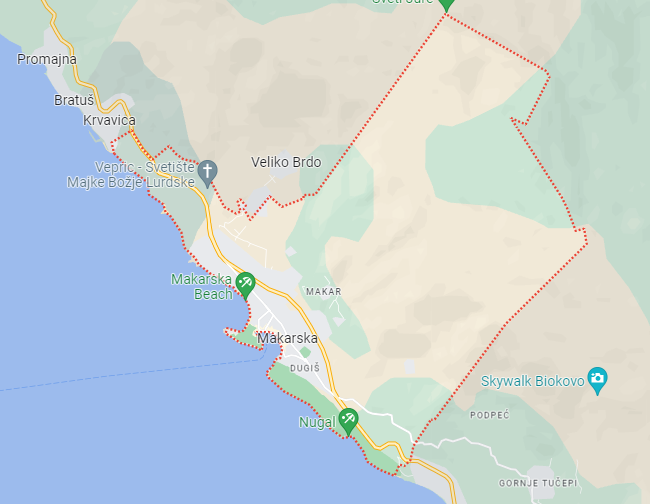 Sveti Jure
Promajna
Bratuš
Krvavica
Vepric - Svetište
Majke Božje Lurdske
Veliko Brdo
Makarska
Beach
MAKAR
Makarska
DUGIŠ
Skywalk Biokovo
Nugal
PODPEĆ
GORNJE TUČEPI